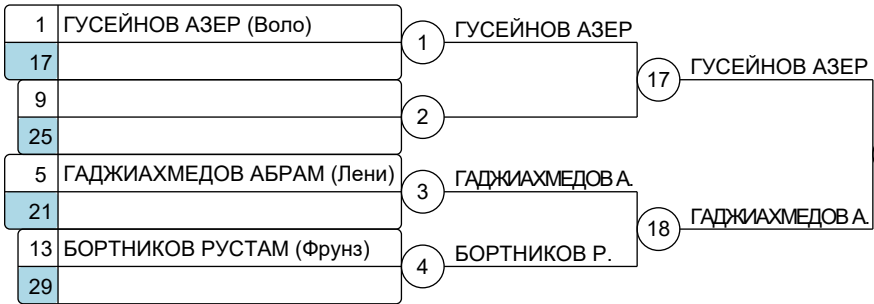 1 ГУСЕЙНОВ АЗЕР (Воло)
17
1 ГУСЕЙНОВ АЗЕР
9
25
2
17 ГУСЕЙНОВ АЗЕР
5 ГАДЖИАХМЕДОВ АБРАМ (Лени)
21
3 ГАДЖИАХМЕДОВ А.
13 БОРТНИКОВ РУСТАМ (Фрунз)
29
4 БОРТНИКОВ Р.
18 ГАДЖИАХМЕДОВ А.